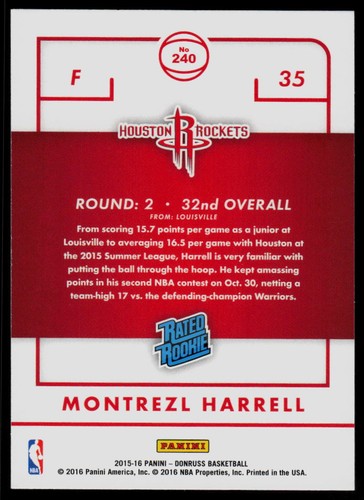 No
240
F
35
HOUSTON ROCKETS
ROUND: 2 • 32nd OVERALL
FROM: LOUISVILLE
From scoring 15.7 points per game as a junior at
Louisville to averaging 16.5 per game with Houston at
the 2015 Summer League, Harrell is very familiar with
putting the ball through the hoop. He kept amassing
points in his second NBA contest on Oct. 30, netting a
team-high 17 vs. the defending-champion Warriors.
RATED
ROOKIE
MONTREZL HARRELL
PANINI
2015-16 PANINI – DONRUSS BASKETBALL
© 2016 Panini America, Inc. © 2016 NBA Properties, Inc. Printed in the USA.
NBA